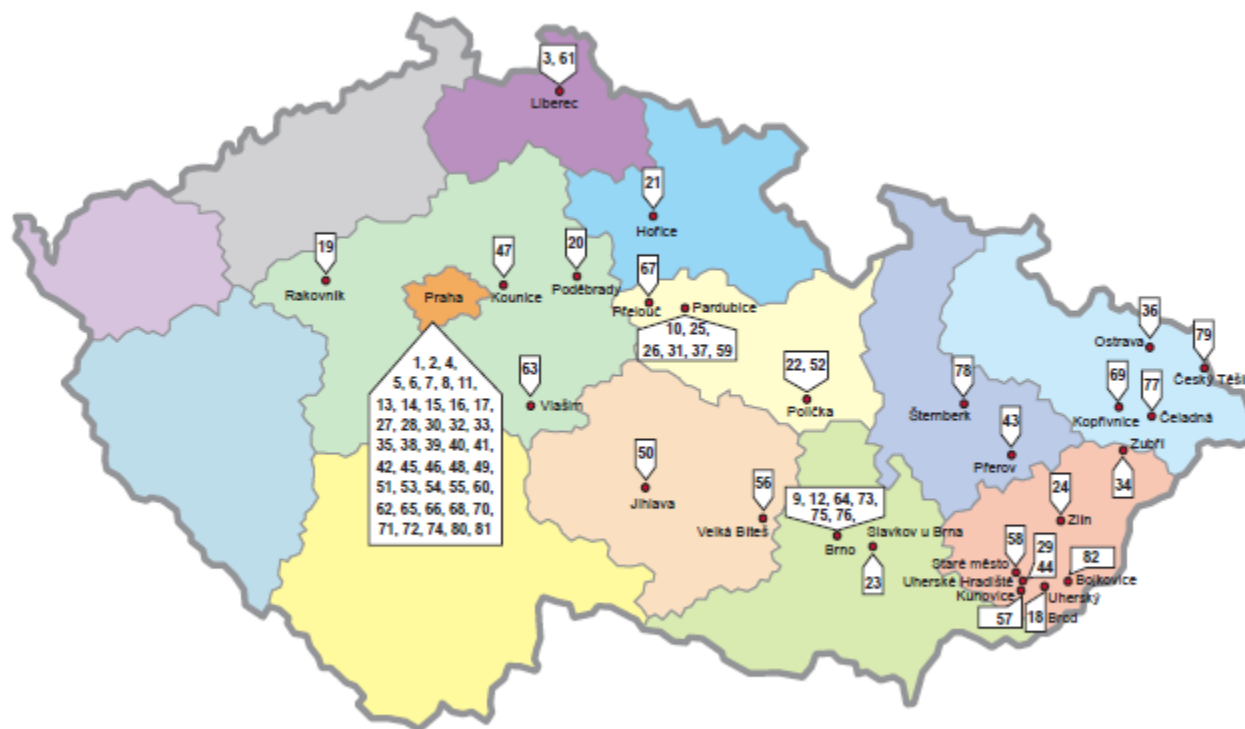 3, 61
Liberec
21
Hořice
19
Rakovník
47
Kounice
20
Poděbrady
67
Přelouč
Pardubice
10, 25,
26, 31, 37, 59
Praha
1, 2, 4,
5, 6, 7, 8, 11,
13, 14, 15, 16, 17,
27, 28, 30, 32, 33,
35, 38, 39, 40, 41,
42, 45, 46, 48, 49,
51, 53, 54, 55, 60,
62, 65, 66, 68, 70,
71, 72, 74, 80, 81
63
Vlašim
22, 52
Polička
36
Ostrava
79
Český Těší
78
Šternberk
69
Kopřivnice
77
Čeladná
43
Přerov
Zubří
34
50
Jihlava
56
Velká Bíteš
9, 12, 64, 73,
75, 76,
Brno
Slavkov u Brna
23
24
Zlín
58
Staré město
29
44
Uherské Hradiště
Kunovice
57
82
Bojkovice
18
Uherský
Brod